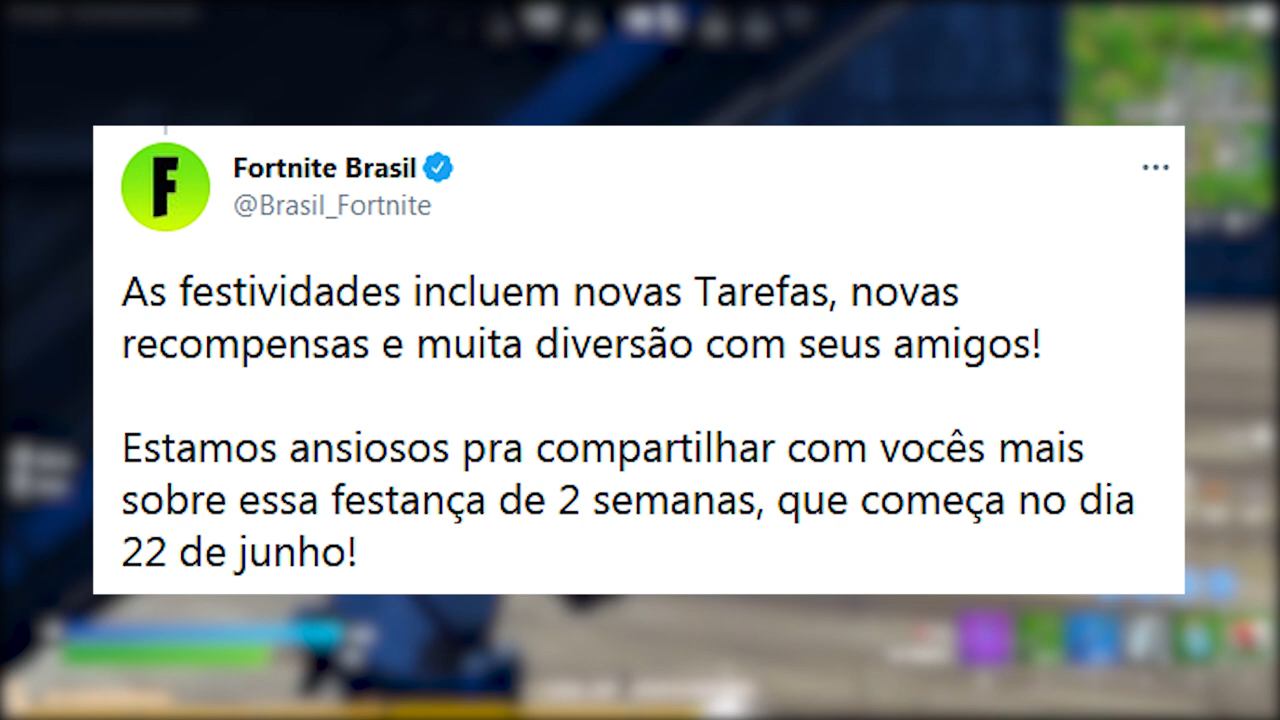 Fortnite Brasil
@Brasil_Fortnite
As festividades incluem novas Tarefas, novas
recompensas e muita diversão com seus amigos!
Estamos ansiosos pra compartilhar com vocês mais
sobre essa festança de 2 semanas, que começa no dia
22 de junho!